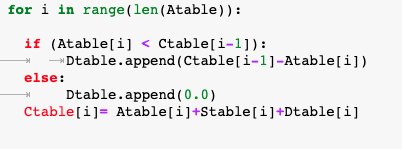 for i in range(len(Atable)):
if (Atable[i] < Ctable[i-1]):
Dtable.append(Ctable[i-1]-Atable[i])
else:
Dtable.append(0.0)
Ctable[i]= Atable[i]+Stable[i]+Dtable[i]